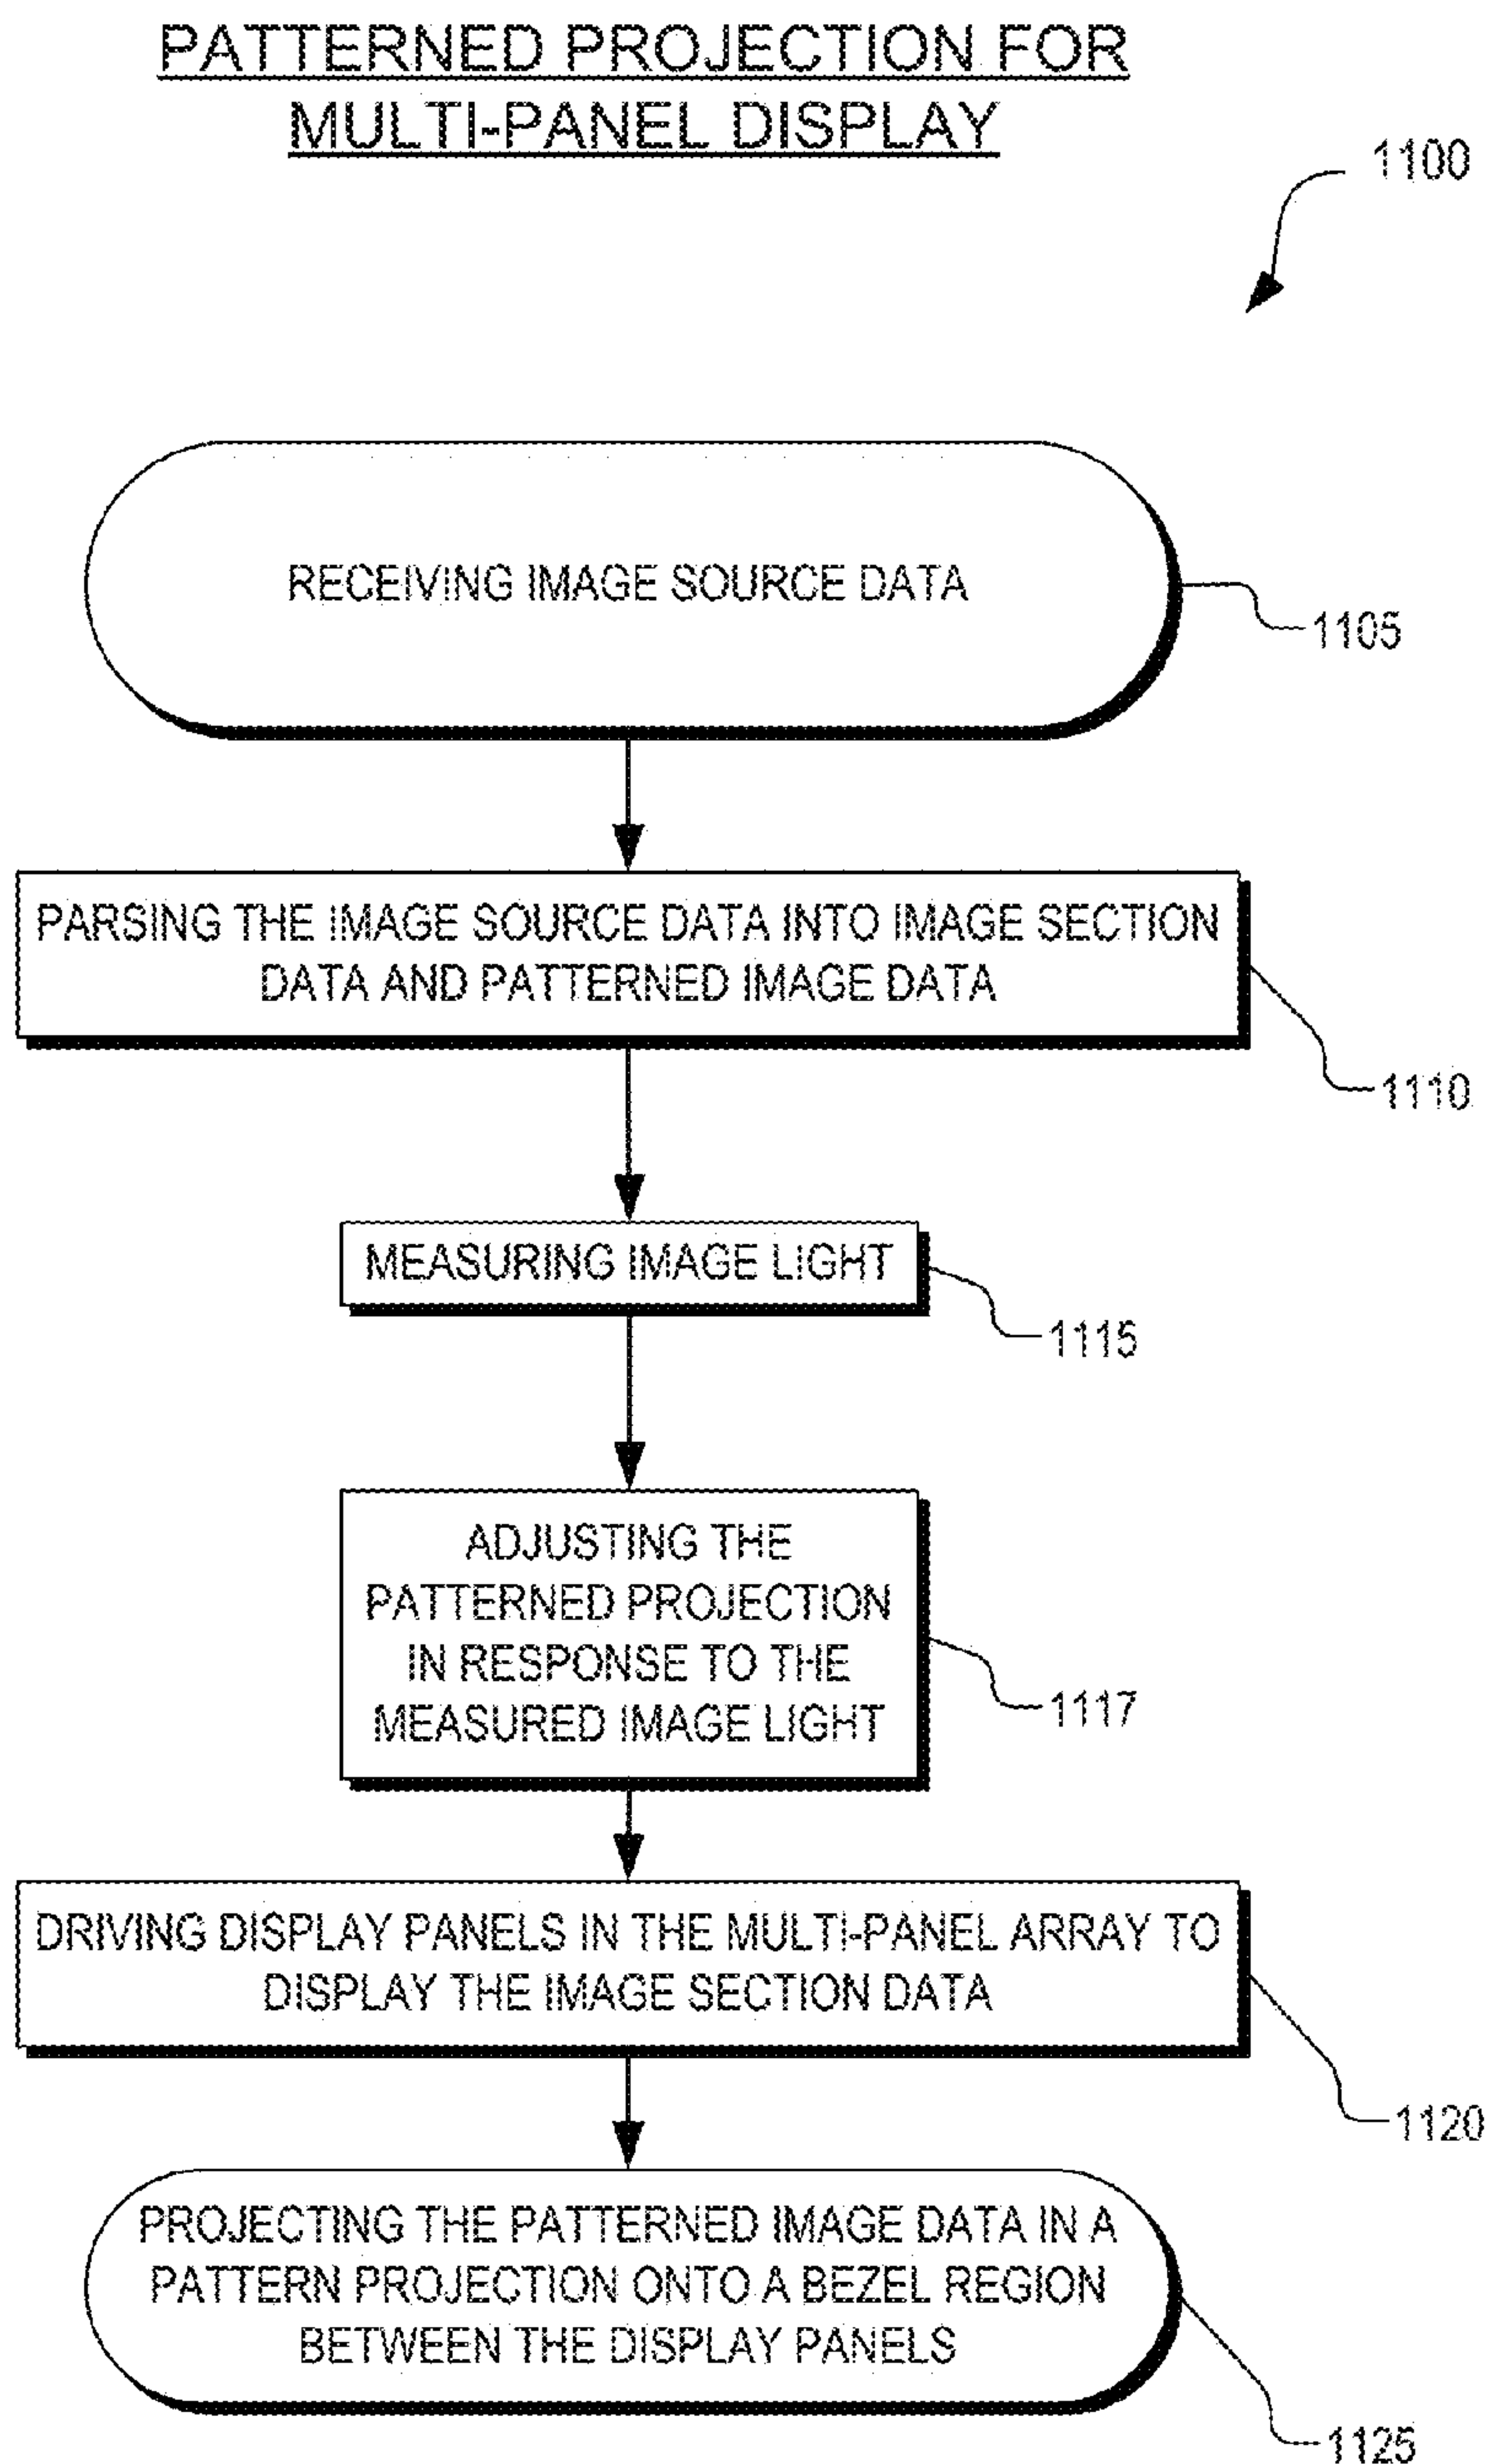 PATTERNED PROJECTION FOR
MULTI-PANEL DISPLAY
1100
RECEIVING IMAGE SOURCE DATA
1105
PARSING THE IMAGE SOURCE DATA INTO IMAGE SECTION
DATA AND PATTERNED IMAGE DATA
1110
MEASURING IMAGE LIGHT
1115
ADJUSTING THE
PATTERNED PROJECTION
IN RESPONSE TO THE
MEASURED IMAGE LIGHT
1117
DRIVING DISPLAY PANELS IN THE MULTI-PANEL ARRAY TO
DISPLAY THE IMAGE SECTION DATA
1120
PROJECTING THE PATTERNED IMAGE DATA IN A
PATTERN PROJECTION ONTO A BEZEL REGION
BETWEEN THE DISPLAY PANELS
1125